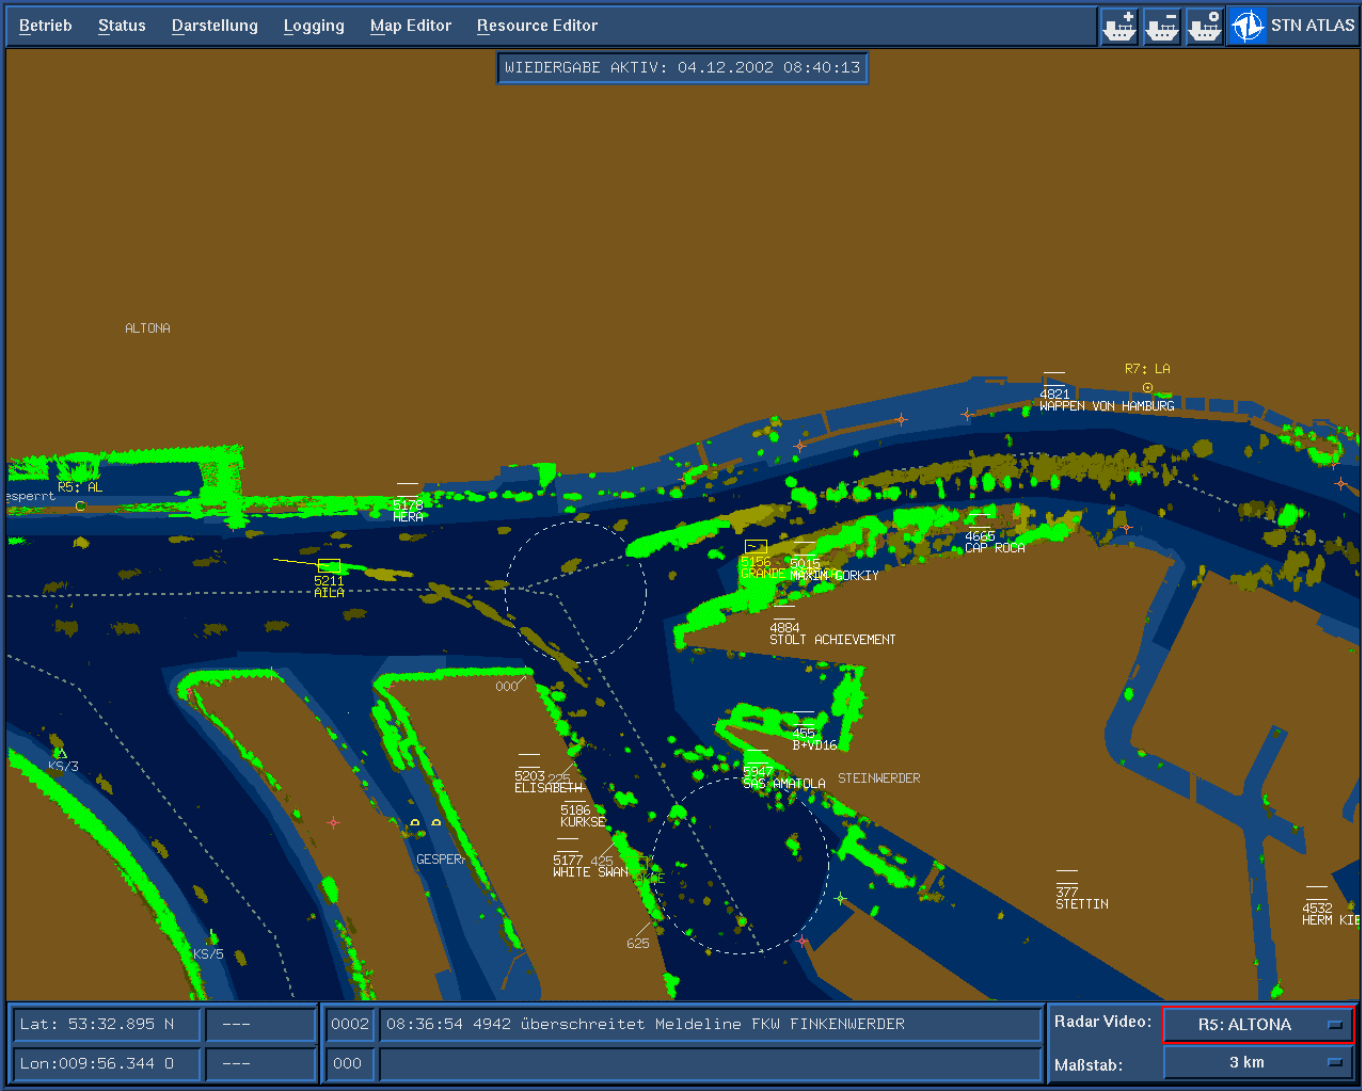 Betrieb Status Darstellung Logging Map Editor Resource Editor STN ATLAS
WIEDERGABE AKTIV: 04.12.2002 08:40:13
ALTONA
R7: LA
4821
WAPPEN VON HAMBURG
R5: AL
esperrt
5178
HERA
4665
CAP ROCA
5156
GRANDE
5015
MAXIM GORKIY
5211
AILA
4884
STOLT ACHIEVEMENT
000
455
B+VD16
KS/3
5947
SAS AMATOLA
STEINWERDER
5203
225
ELISABETH
5186
KURKSE
GESPERR
5177
425
WHITE SWAN
377
STETTIN
4532
HERM KIE
625
KS/5
Lat: 53:32.895 N
---
0002
08:36:54 4942 überschreitet Meldeline FKW FINKENWERDER
Radar Video:
R5: ALTONA
Lon:009:56.344 O
---
000
Maßstab:
3 km